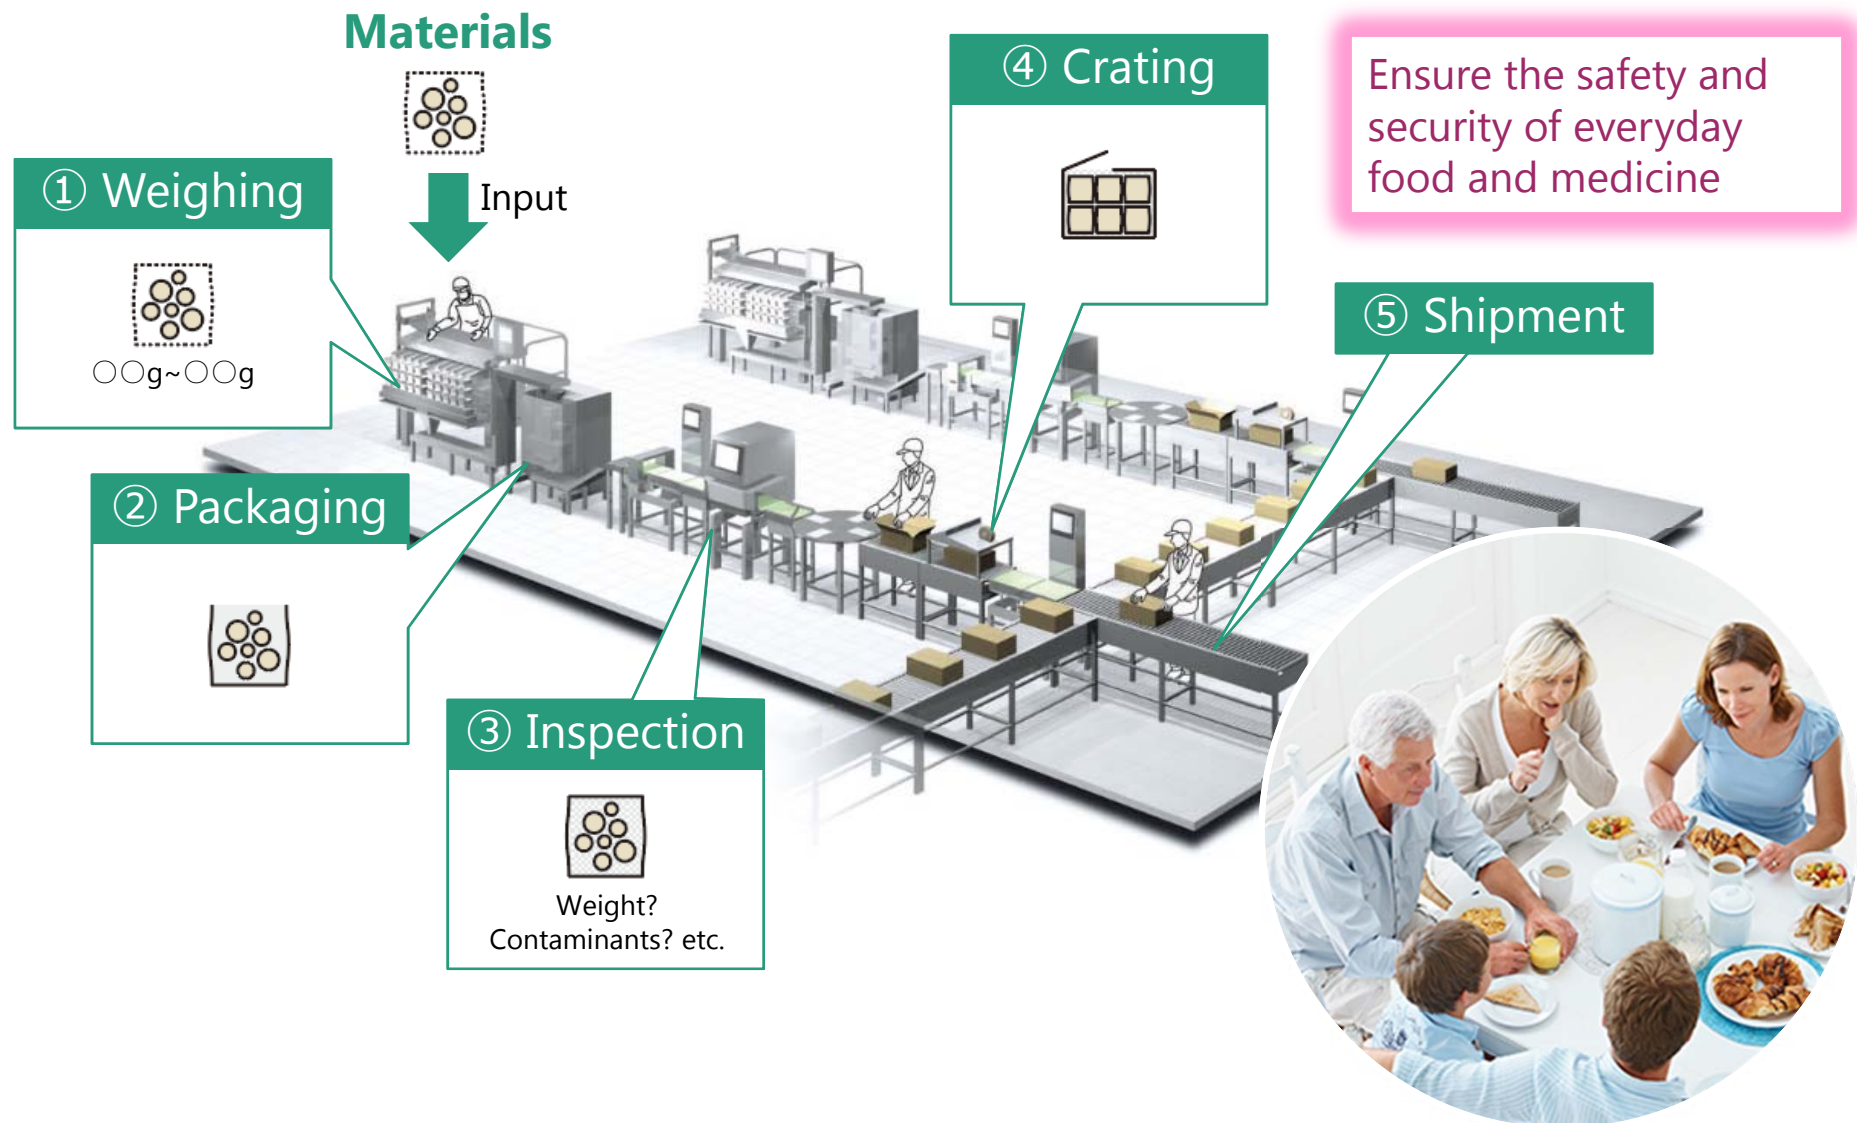 Materials
Input
① Weighing
○○g~○○g
② Packaging
③ Inspection
Weight?
Contaminants? etc.
④ Crating
⑤ Shipment
Ensure the safety and
security of everyday
food and medicine